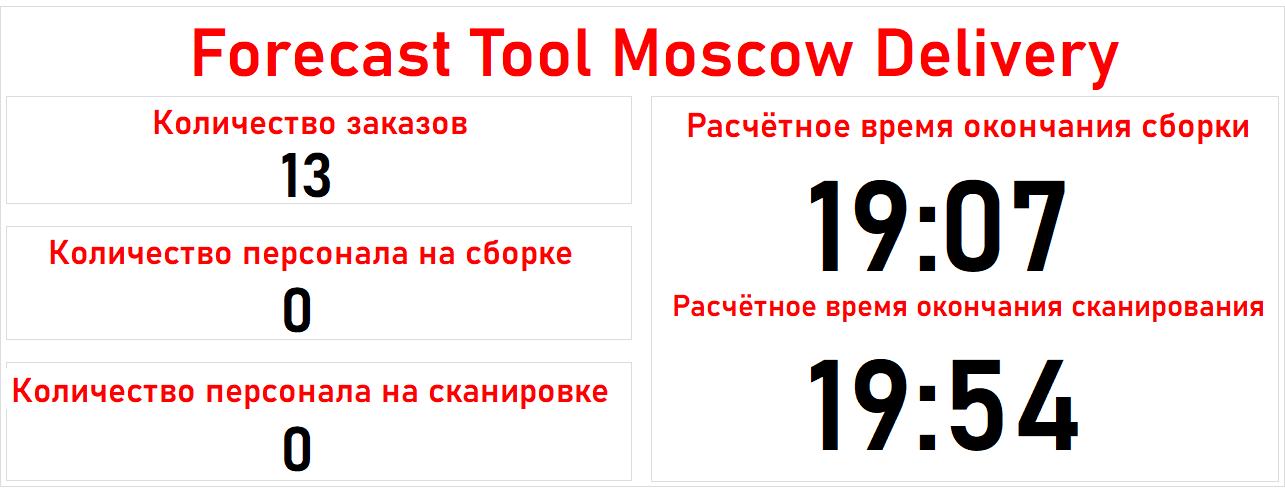 Forecast Tool Moscow Delivery
Количество заказов
13
Количество персонала на сборке
0
Количество персонала на сканировке
0
Расчётное время окончания сборки
19:07
Расчётное время окончания сканирования
19:54